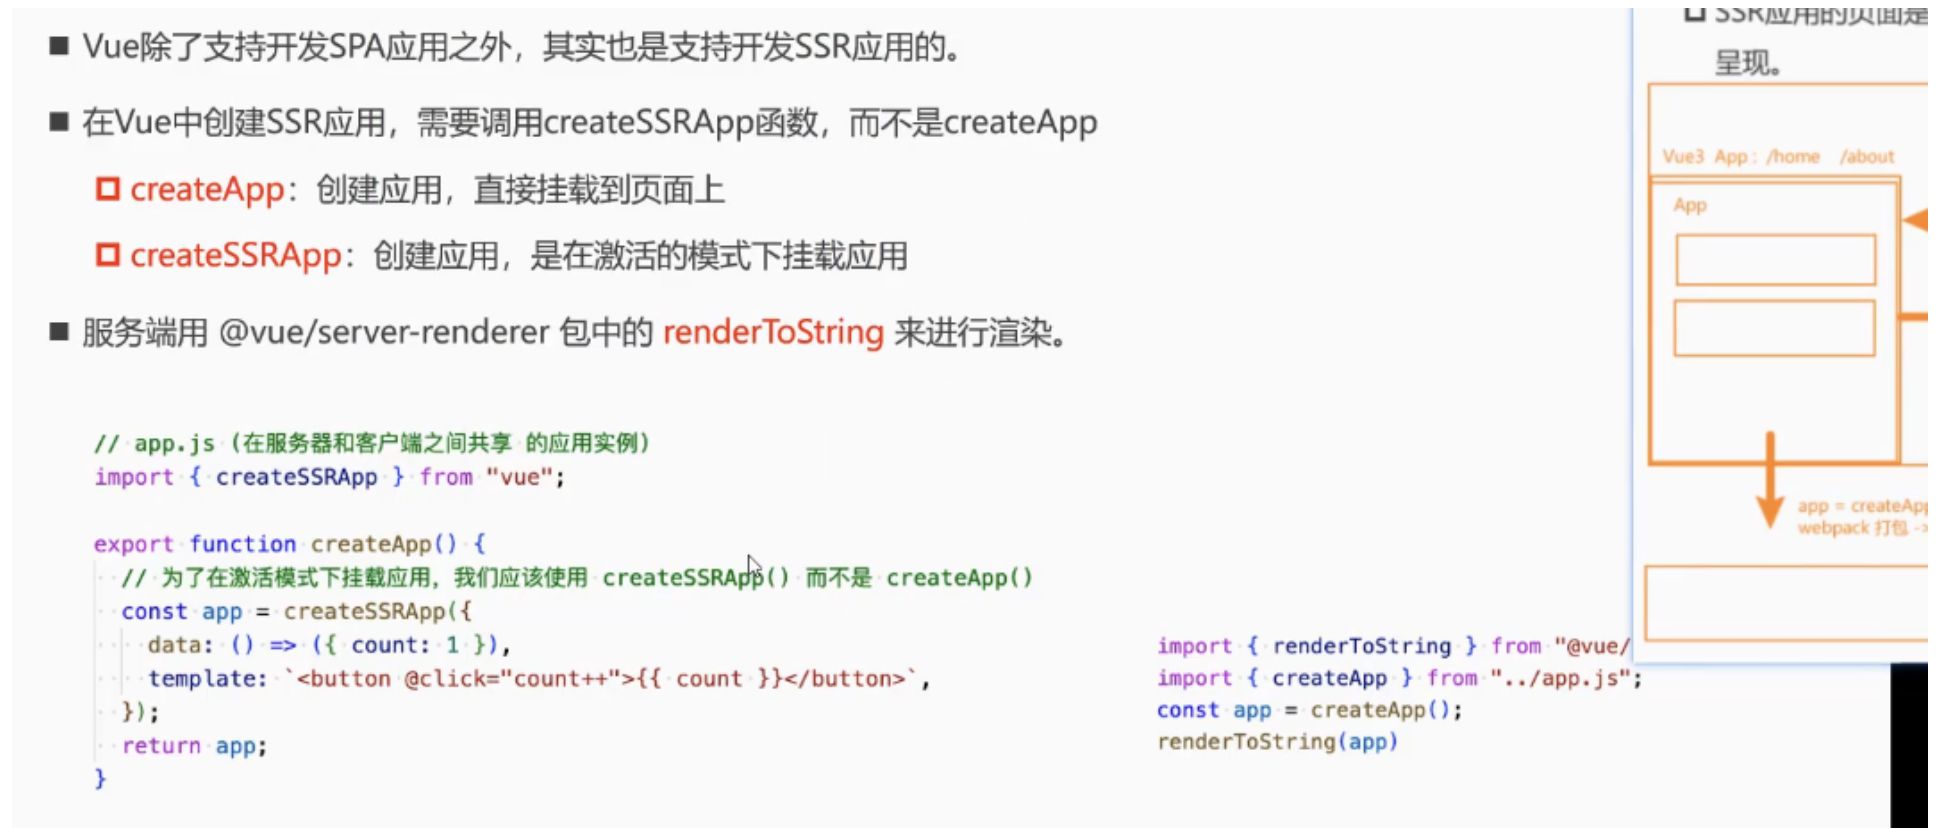 Vue除了支持开发SPA应用之外，其实也是支持开发SSR应用的。
在Vue中创建SSR应用，需要调用createSSRApp函数，而不是createApp
createApp：创建应用，直接挂载到页面上
createSSRApp：创建应用，是在激活的模式下挂载应用
服务端用 @vue/server-renderer 包中的 renderToString 来进行渲染。
// app.js (在服务器和客户端之间共享 的应用实例)
import { createSSRApp } from "vue";
export function createApp() {
// 为了在激活模式下挂载应用，我们应该使用 createSSRApp() 而不是 createApp()
const app = createSSRApp({
data: () => ({ count: 1 }),
template: `<button @click="count++">{{ count }}</button>`,
});
return app;
}
import { renderToString } from "@vue/
import { createApp } from "../app.js";
const app = createApp();
renderToString(app)
SSR应用的页面是
呈现。
Vue3 App : /home /about
App
app = createApp
webpack 打包 ->